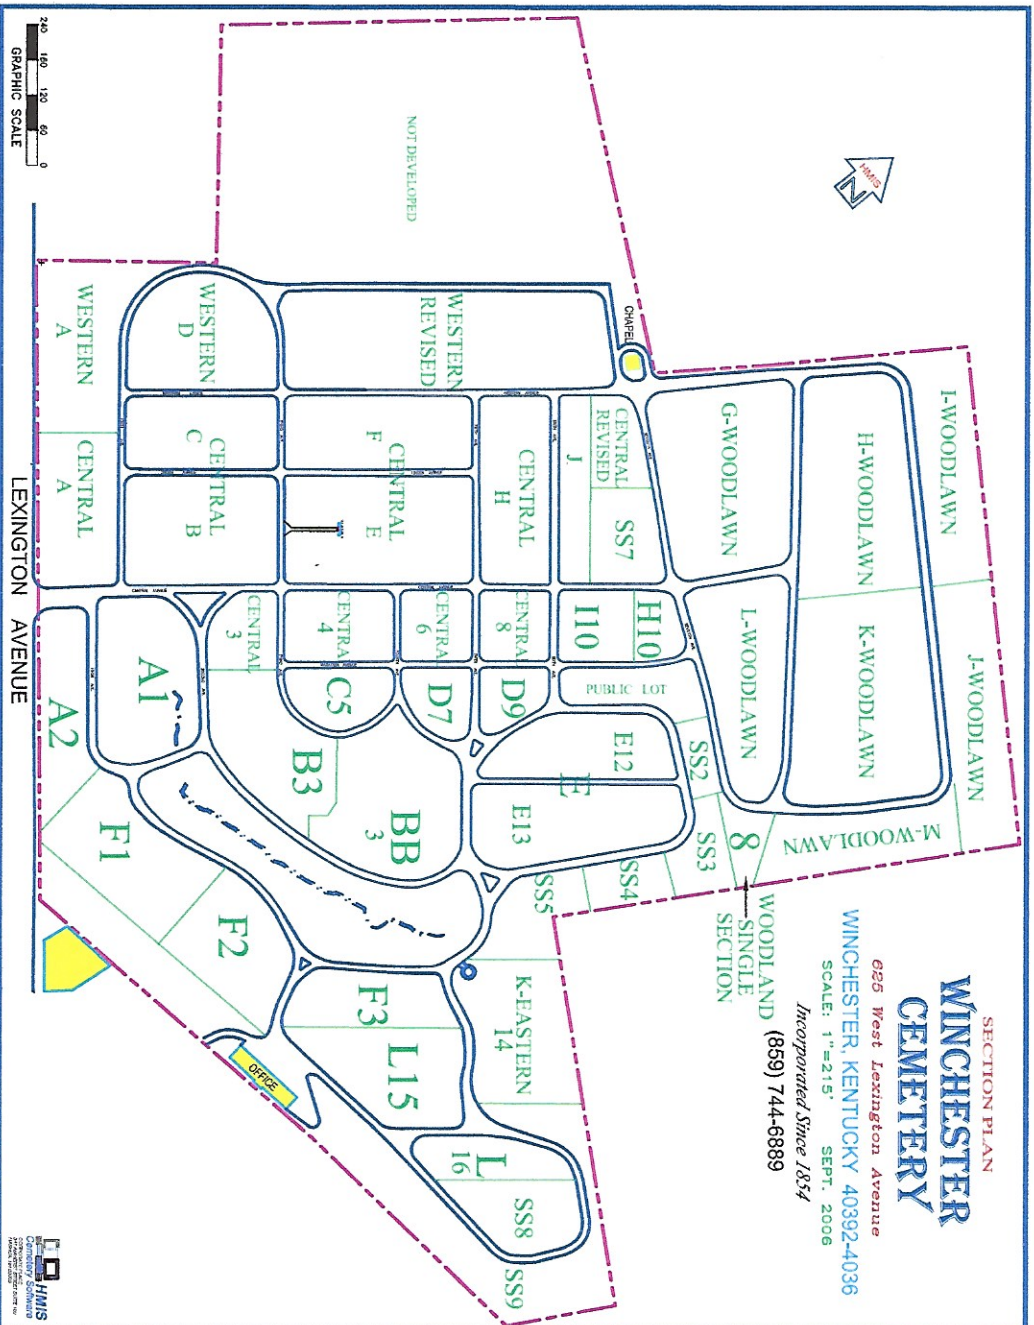 SECTION PLAN
WINCHESTER
CEMETERY
625 West Lexington Avenue
WINCHESTER, KENTUCKY 40392-4036
SCALE: 1"=215' SEPT. 2006
Incorporated Since 1854
(859) 744-6889
HMIS
N
I-WOODLAWN
J-WOODLAWN
H-WOODLAWN
K-WOODLAWN
M-WOODLAWN
G-WOODLAWN
L-WOODLAWN
8
WOODLAND
SINGLE
SECTION
CHAPEL
NOT DEVELOPED
CENTRAL
REVISED
J
SS7
H10
I10
PUBLIC LOT
SS2
SS3
SS4
SS5
WESTERN
REVISED
CENTRAL
H
CENTRAL
8
D9
E12
E
E13
CENTRAL
F
E
CENTRAL
6
D7
CENTRAL
4
C5
BB
3
B3
K-EASTERN
14
WESTERN
D
CENTRAL
C
B
CENTRAL
3
F3
L15
L
16
SS8
SS9
A1
A2
F1
F2
OFFICE
WESTERN
A
CENTRAL
A
LEXINGTON AVENUE
240 160 120 60 0
GRAPHIC SCALE
HMIS
Cemetery Software